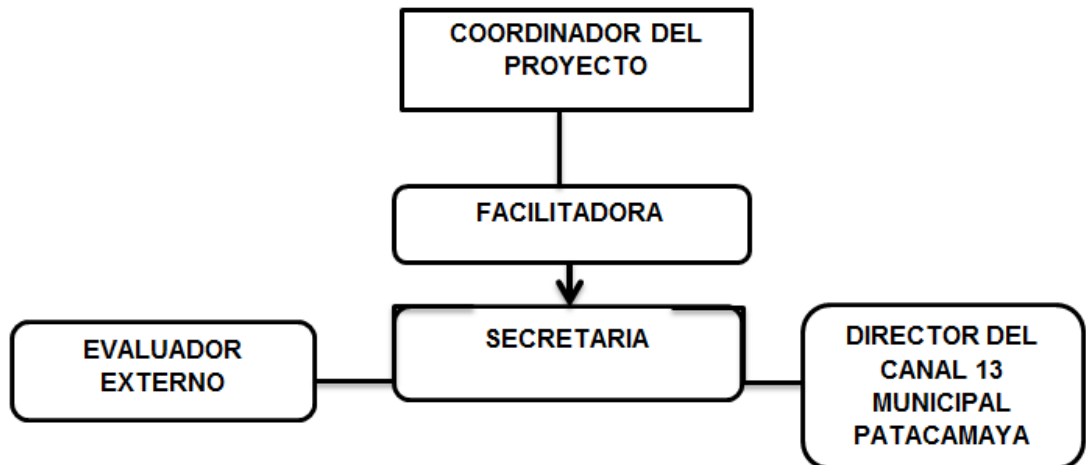 COORDINADOR DEL
PROYECTO
FACILITADORA
SECRETARIA
EVALUADOR
EXTERNO
DIRECTOR DEL
CANAL 13
MUNICIPAL
PATACAMAYA